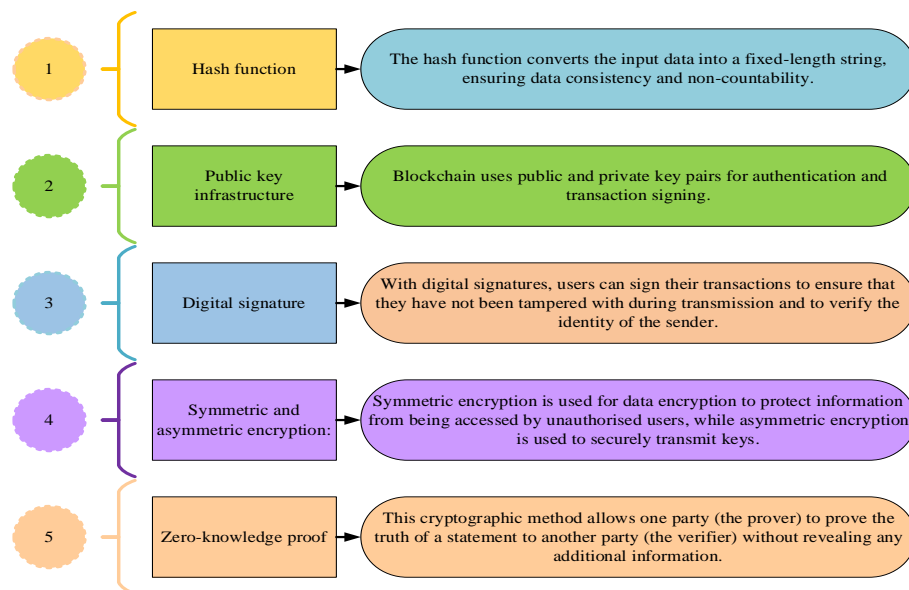 1
Hash function
The hash function converts the input data into a fixed-length string,
ensuring data consistency and non-countability.
2
Public key
infrastructure
Blockchain uses public and private key pairs for authentication and
transaction signing.
3
Digital signature
With digital signatures, users can sign their transactions to ensure that
they have not been tampered with during transmission and to verify the
identity of the sender.
4
Symmetric and
asymmetric encryption:
Symmetric encryption is used for data encryption to protect information
from being accessed by unauthorised users, while asymmetric encryption
is used to securely transmit keys.
5
Zero-knowledge proof
This cryptographic method allows one party (the prover) to prove the
truth of a statement to another party (the verifier) without revealing any
additional information.